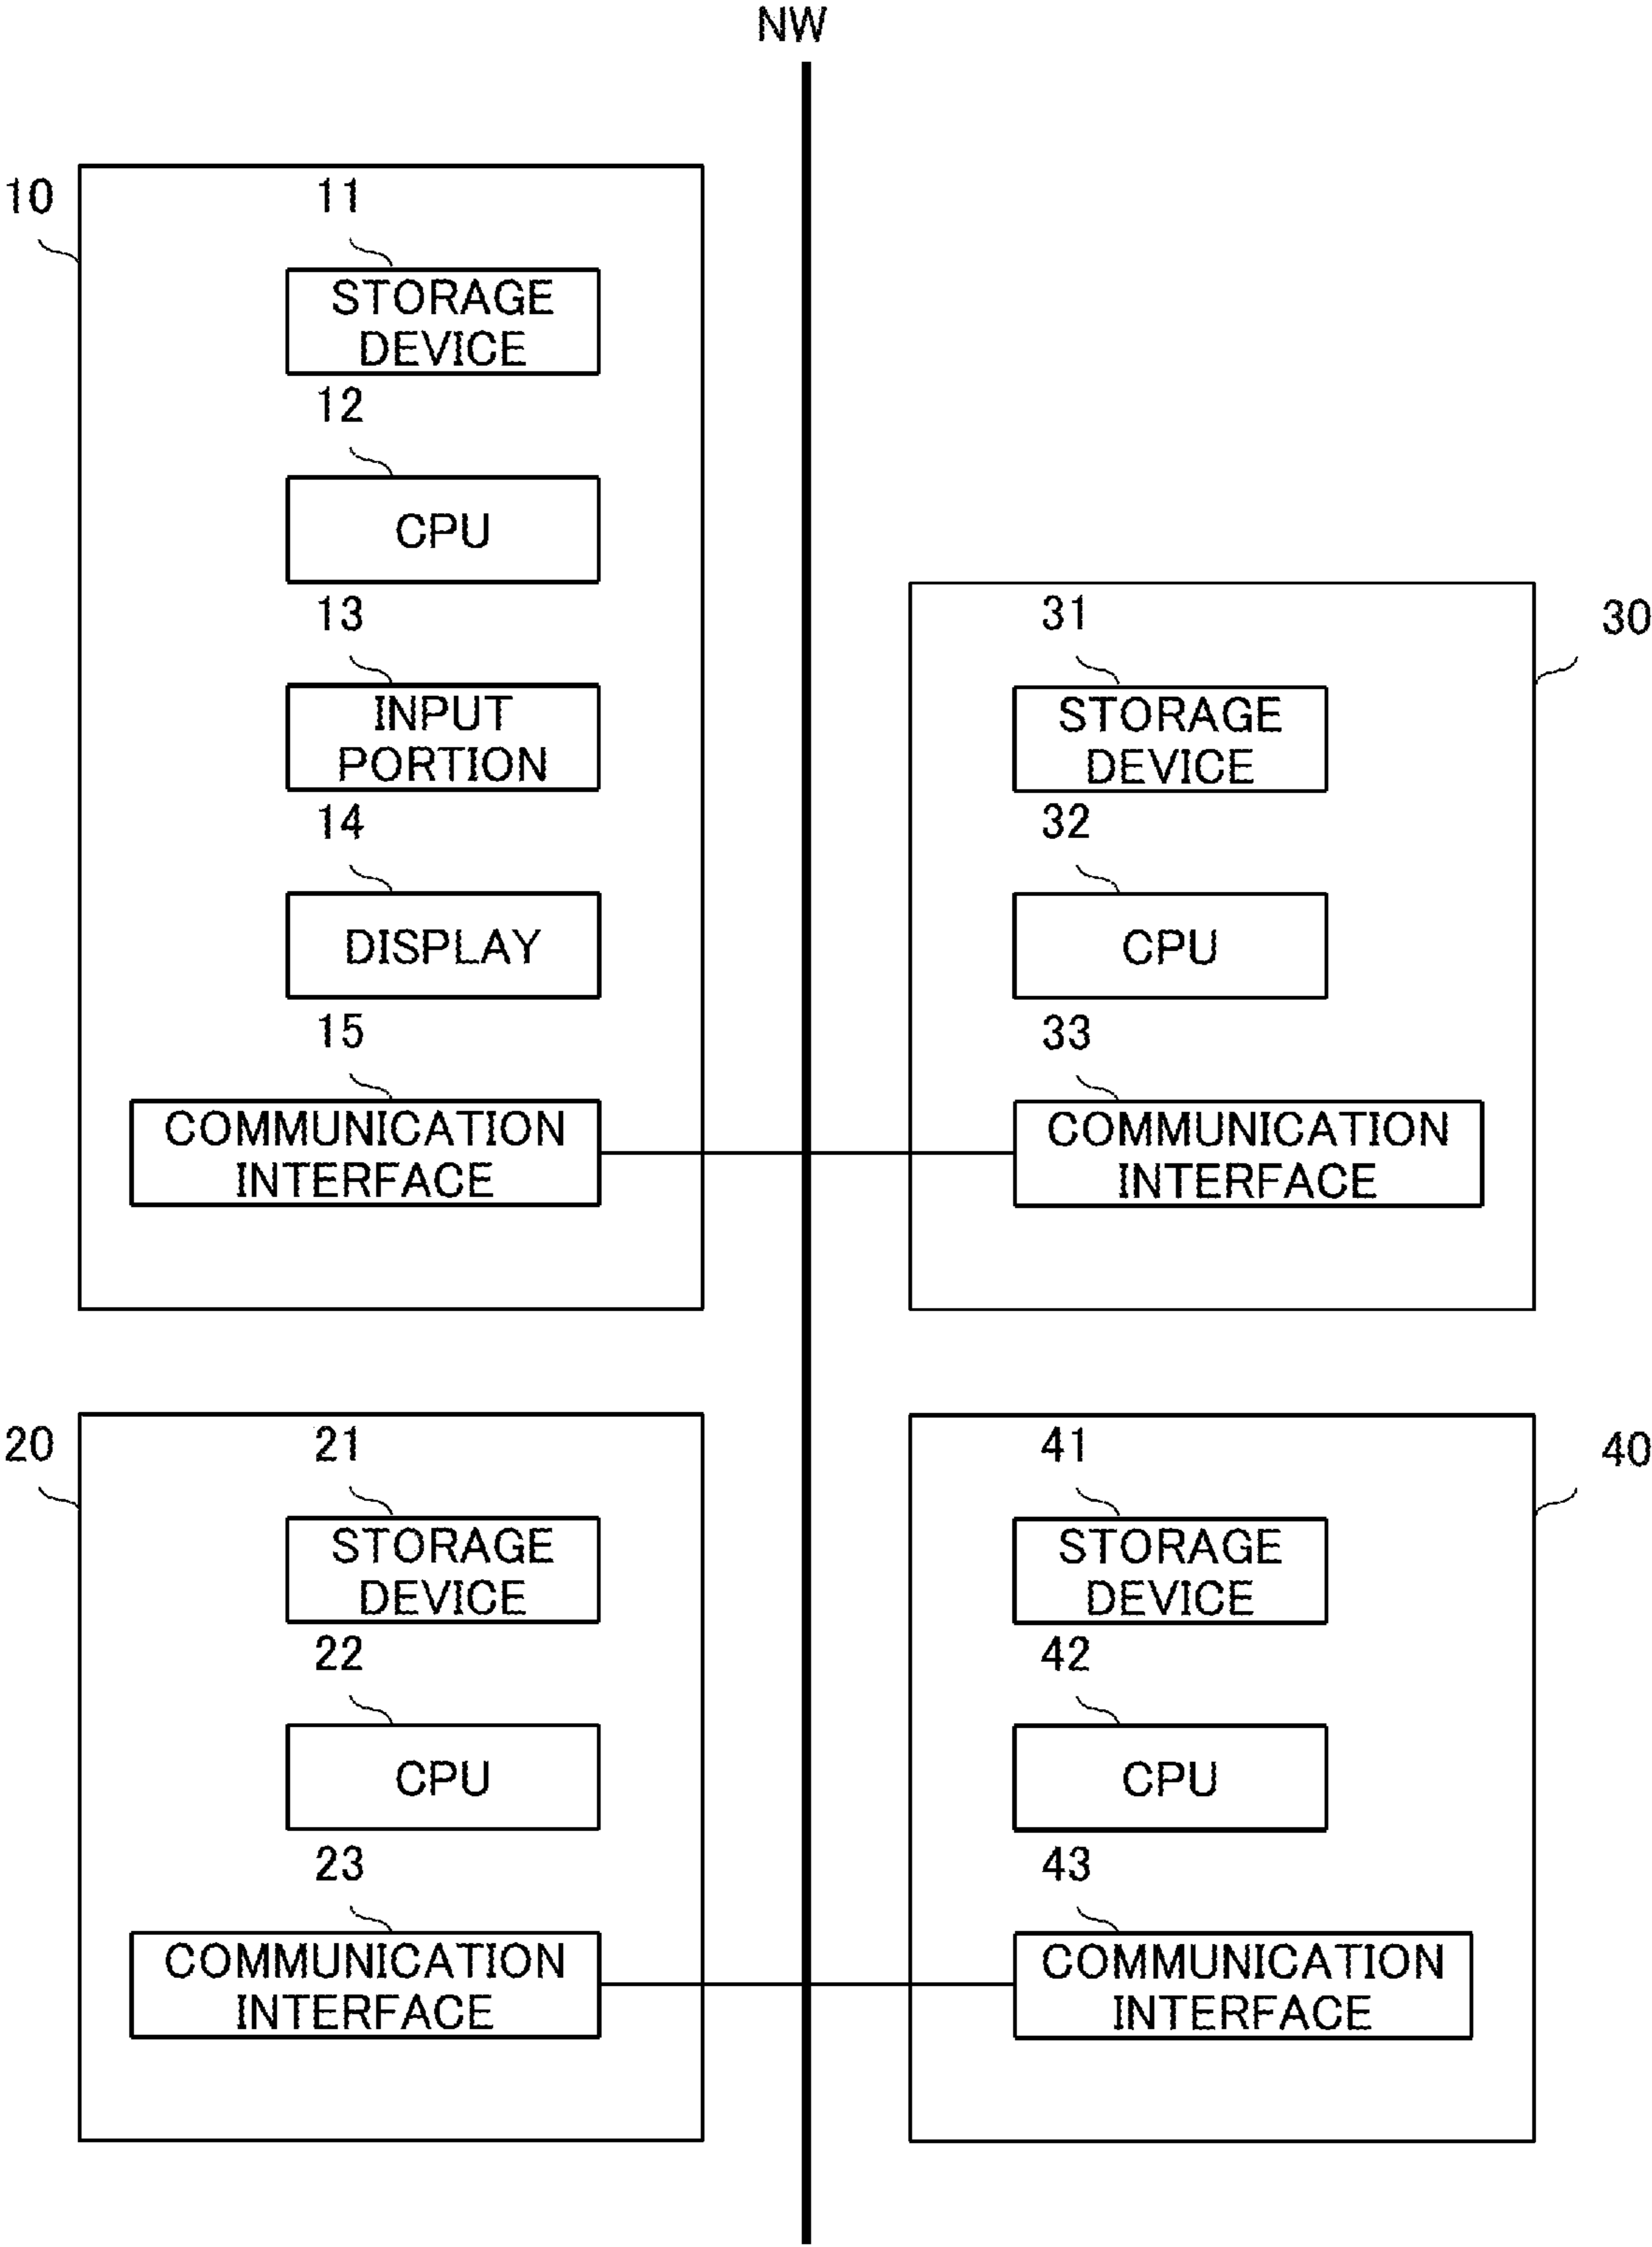 NW
10
11
STORAGE
DEVICE
12
CPU
13
INPUT
PORTION
14
DISPLAY
15
COMMUNICATION
INTERFACE
30
31
STORAGE
DEVICE
32
CPU
33
COMMUNICATION
INTERFACE
20
21
STORAGE
DEVICE
22
CPU
23
COMMUNICATION
INTERFACE
40
41
STORAGE
DEVICE
42
CPU
43
COMMUNICATION
INTERFACE